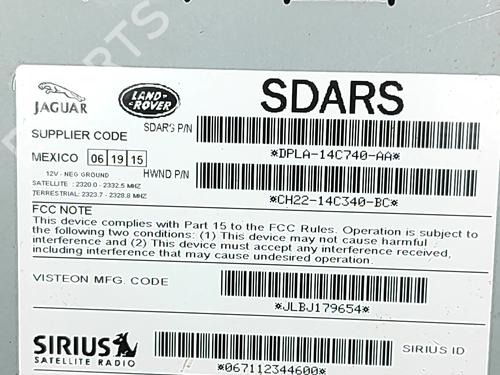 JAGUAR
LAND-
ROVER
SDARS
SUPPLIER CODE
SDARS P/N
*DPLA-14C740-AA*
MEXICO 06 19 15
12V - NEG GROUND
SATELLITE : 2320.0 - 2332.5 MHZ
TERRESTRIAL: 2323.7 - 2328.8 MHZ
HWND P/N
*CH22-14C340-BC*
FCC NOTE
This device complies with Part 15 to the FCC Rules. Operation is subject to
the following two conditions: (1) This device may not cause harmful
interference and (2) This device must accept any interference received,
including interference that may cause undesired operation.
VISTEON MFG. CODE
*JLBJ179654*
SIRIUS
SATELLITE RADIO
SIRIUS ID
*067112344600*